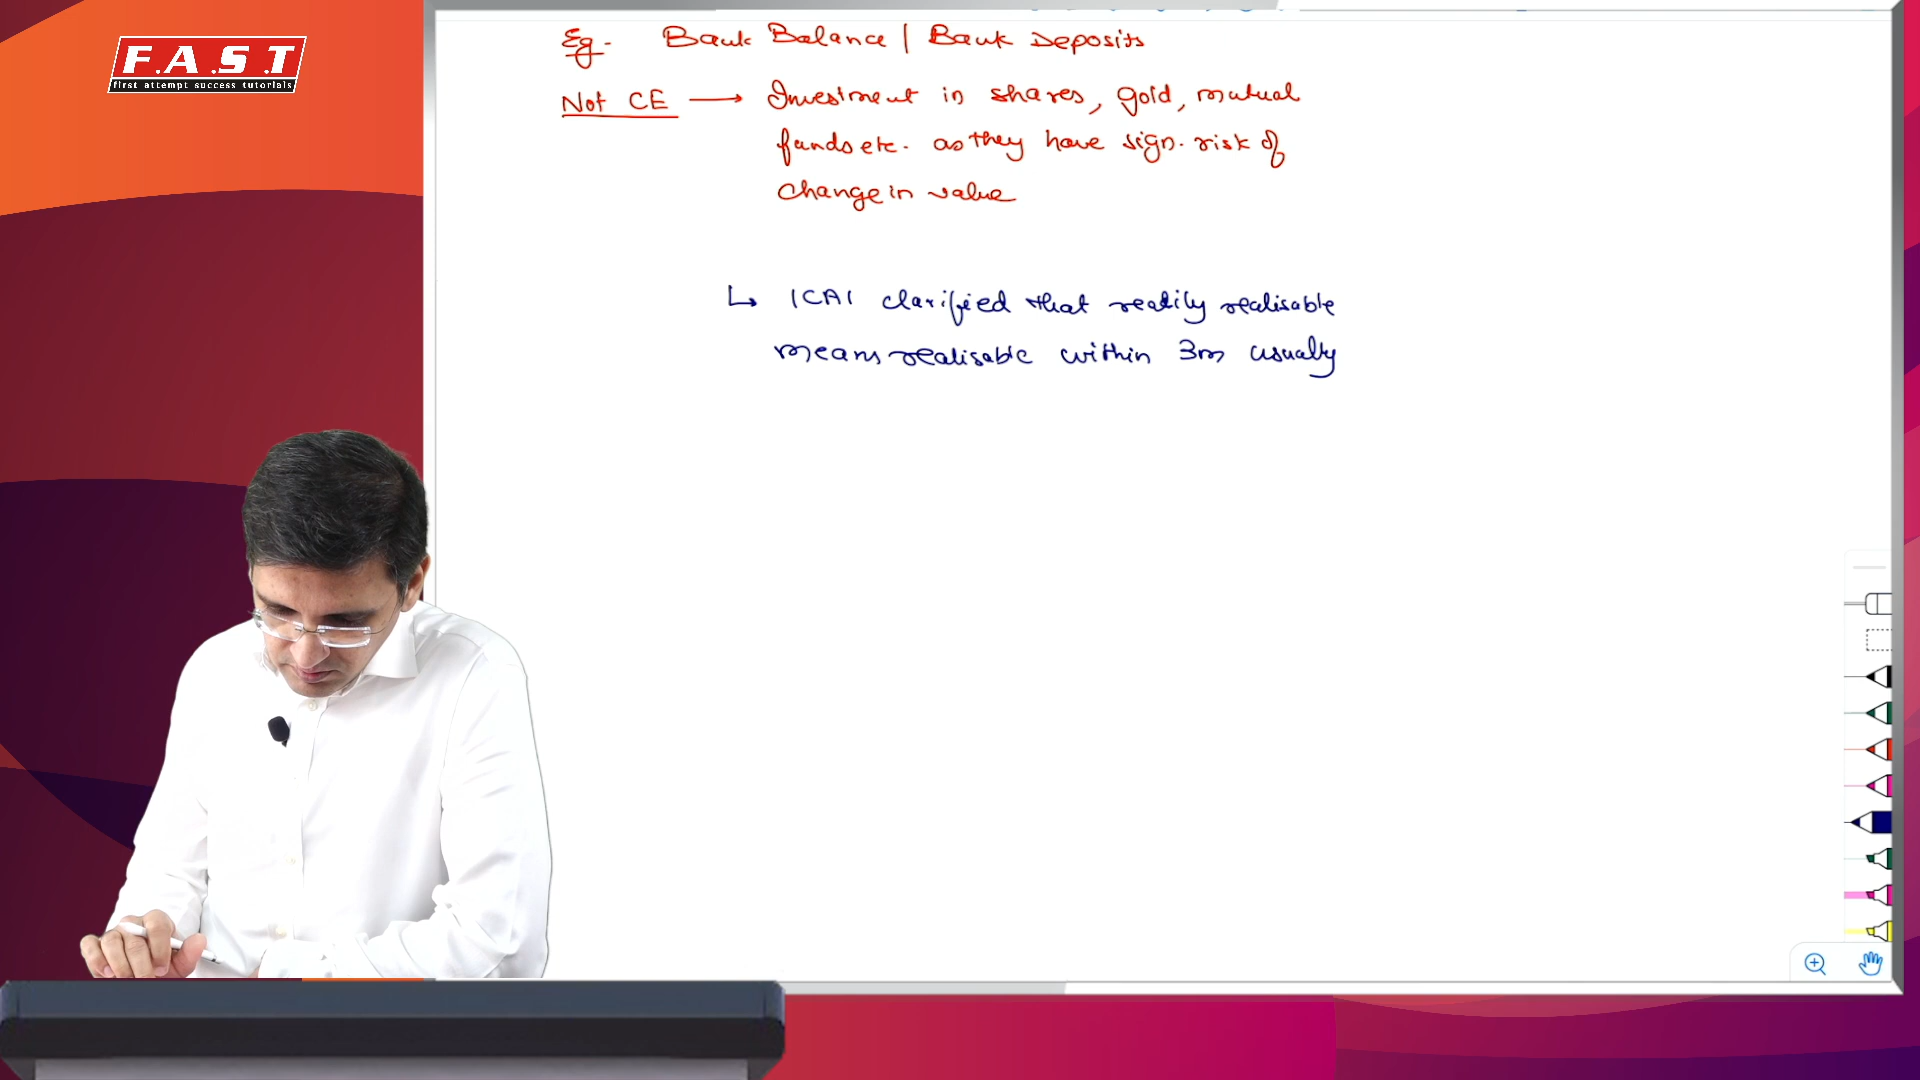 F.A.S.T
first attempt success tutorials
Eg. Bank Balance | Bank Deposits
Not CE → Investment in shares, gold, mutual
funds etc. as they have sign. risk of
change in value
↳ ICAI clarified that readily realisable
means realisable within 3m usually